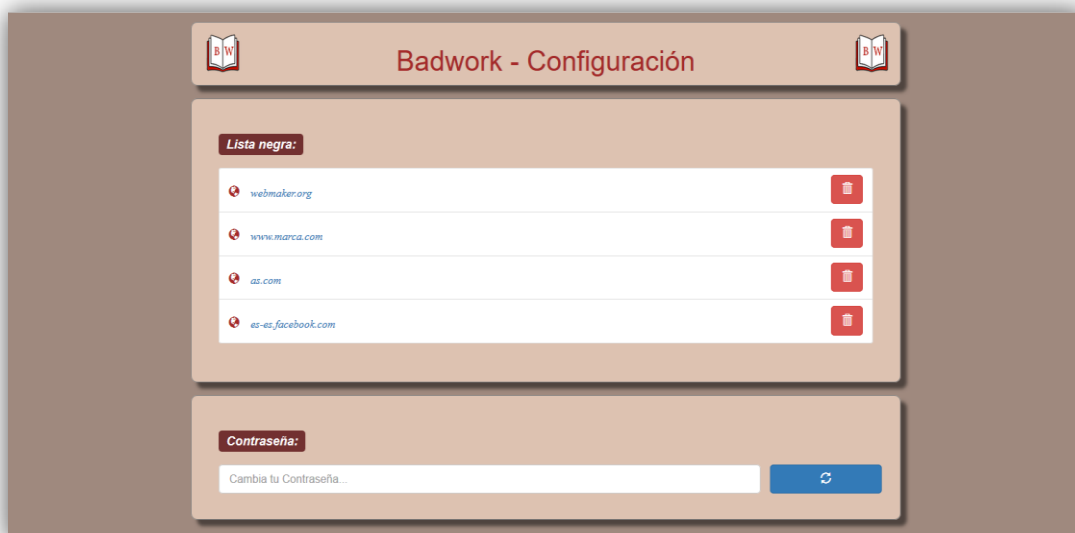 B W
Badwork - Configuración
B W
Lista negra:
webmaker.org
www.marca.com
as.com
es-es.facebook.com
Contraseña:
Cambia tu Contraseña...